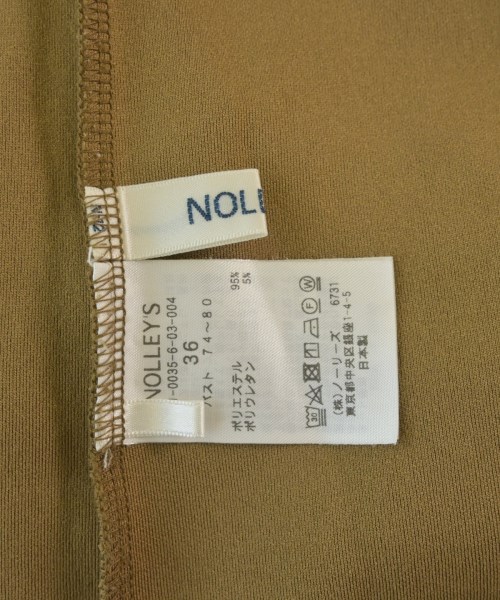 NOLL
NOLLEY'S
-0035-6-03-004
36
バスト 74～80
ポリエステル 95%
ポリウレタン 5%
30
F
W
(株)ノーリーズ 6731
東京都中央区銀座1-4-5
日本製